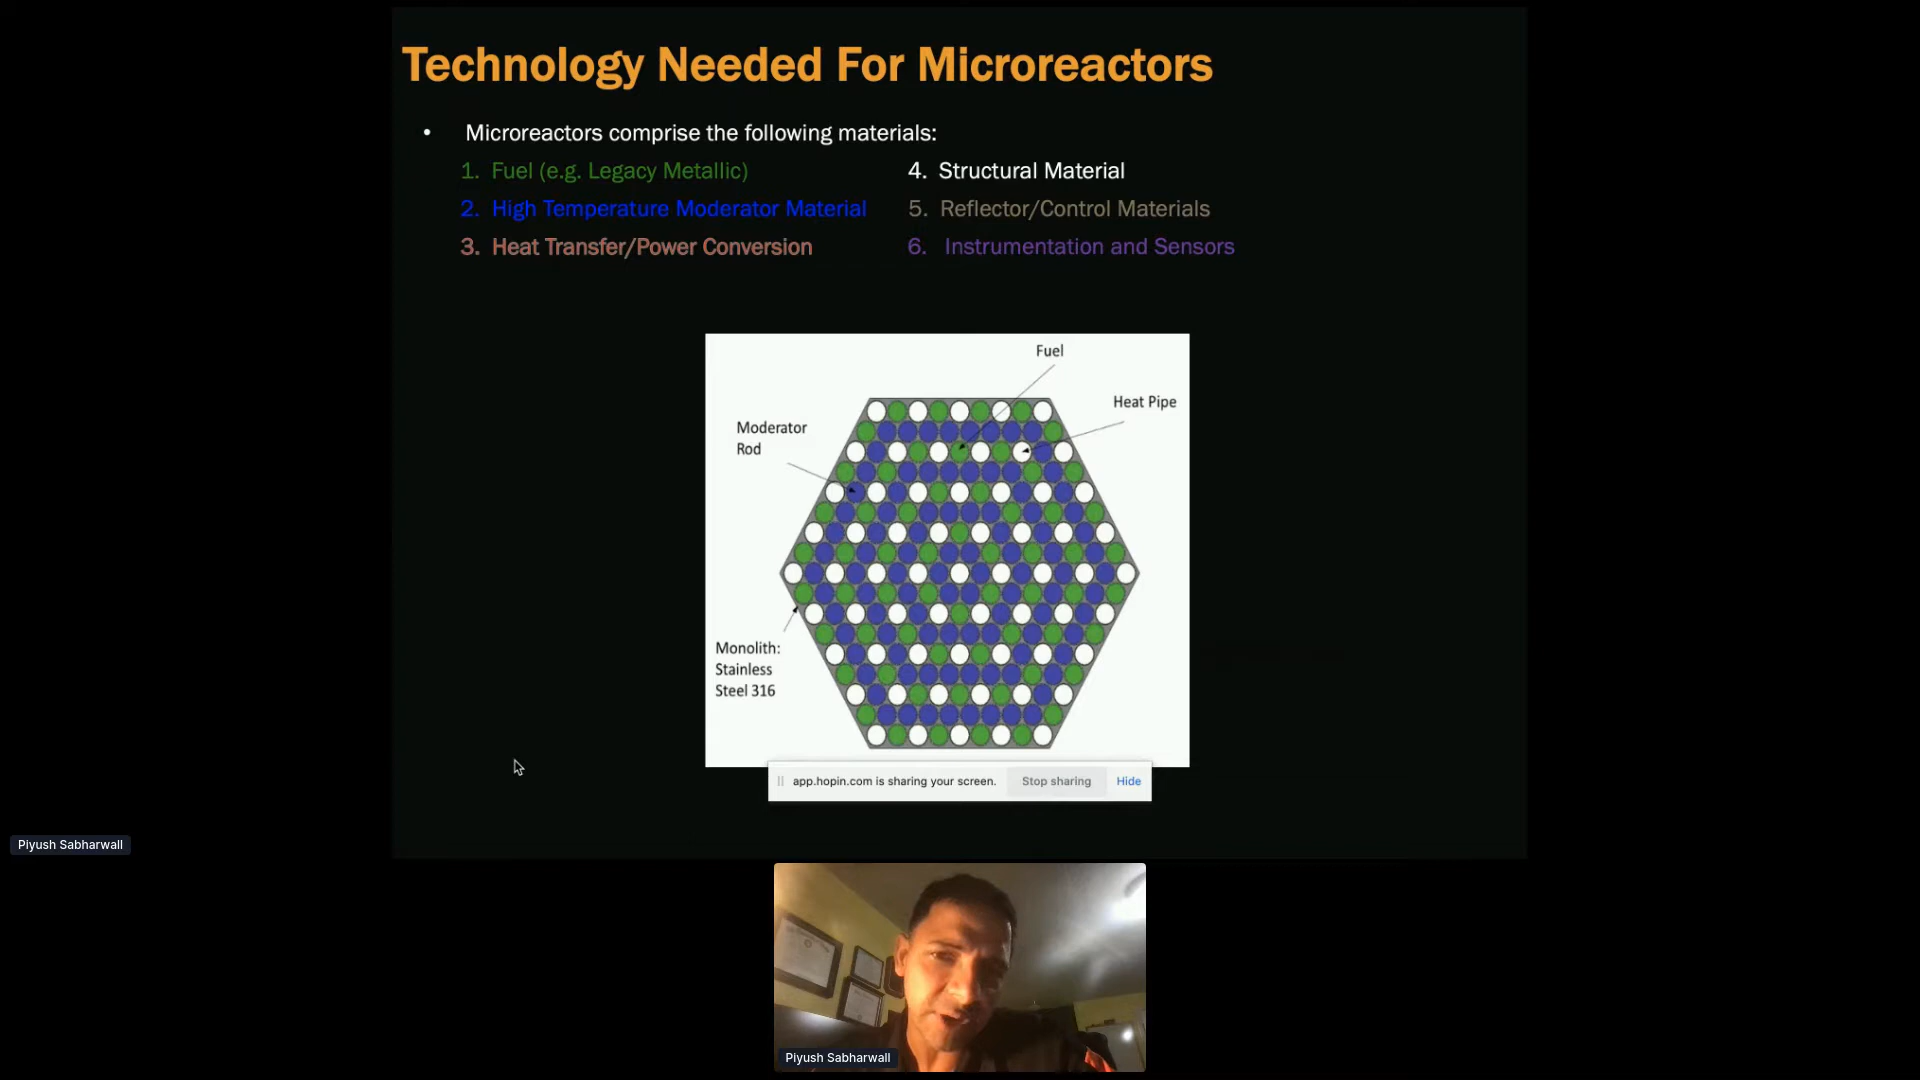 Technology Needed For Microreactors
• Microreactors comprise the following materials:
1. Fuel (e.g. Legacy Metallic)
2. High Temperature Moderator Material
3. Heat Transfer/Power Conversion
4. Structural Material
5. Reflector/Control Materials
6. Instrumentation and Sensors
Fuel
Heat Pipe
Moderator
Rod
Monolith:
Stainless
Steel 316
app.hopin.com is sharing your screen. Stop sharing Hide
Piyush Sabharwall
Piyush Sabharwall